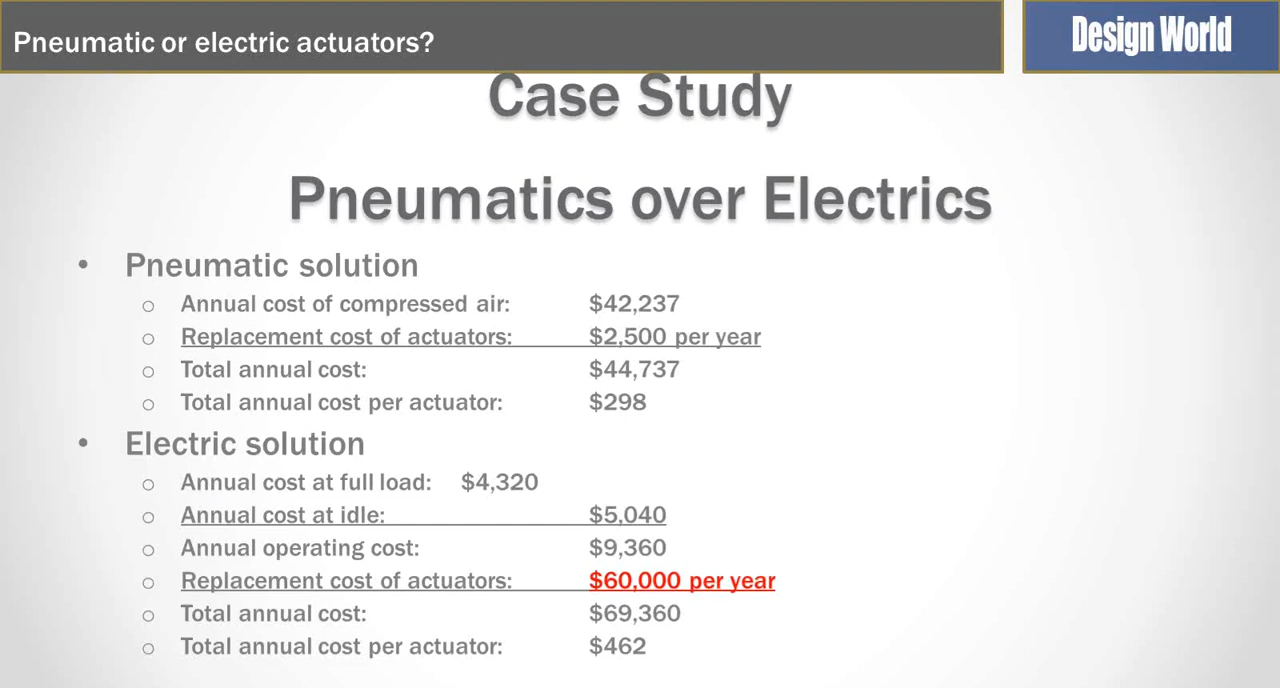 Pneumatic or electric actuators?
Design World
Case Study
Pneumatics over Electrics
• Pneumatic solution
o Annual cost of compressed air: $42,237
o Replacement cost of actuators: $2,500 per year
o Total annual cost: $44,737
o Total annual cost per actuator: $298
• Electric solution
o Annual cost at full load: $4,320
o Annual cost at idle: $5,040
o Annual operating cost: $9,360
o Replacement cost of actuators: $60,000 per year
o Total annual cost: $69,360
o Total annual cost per actuator: $462